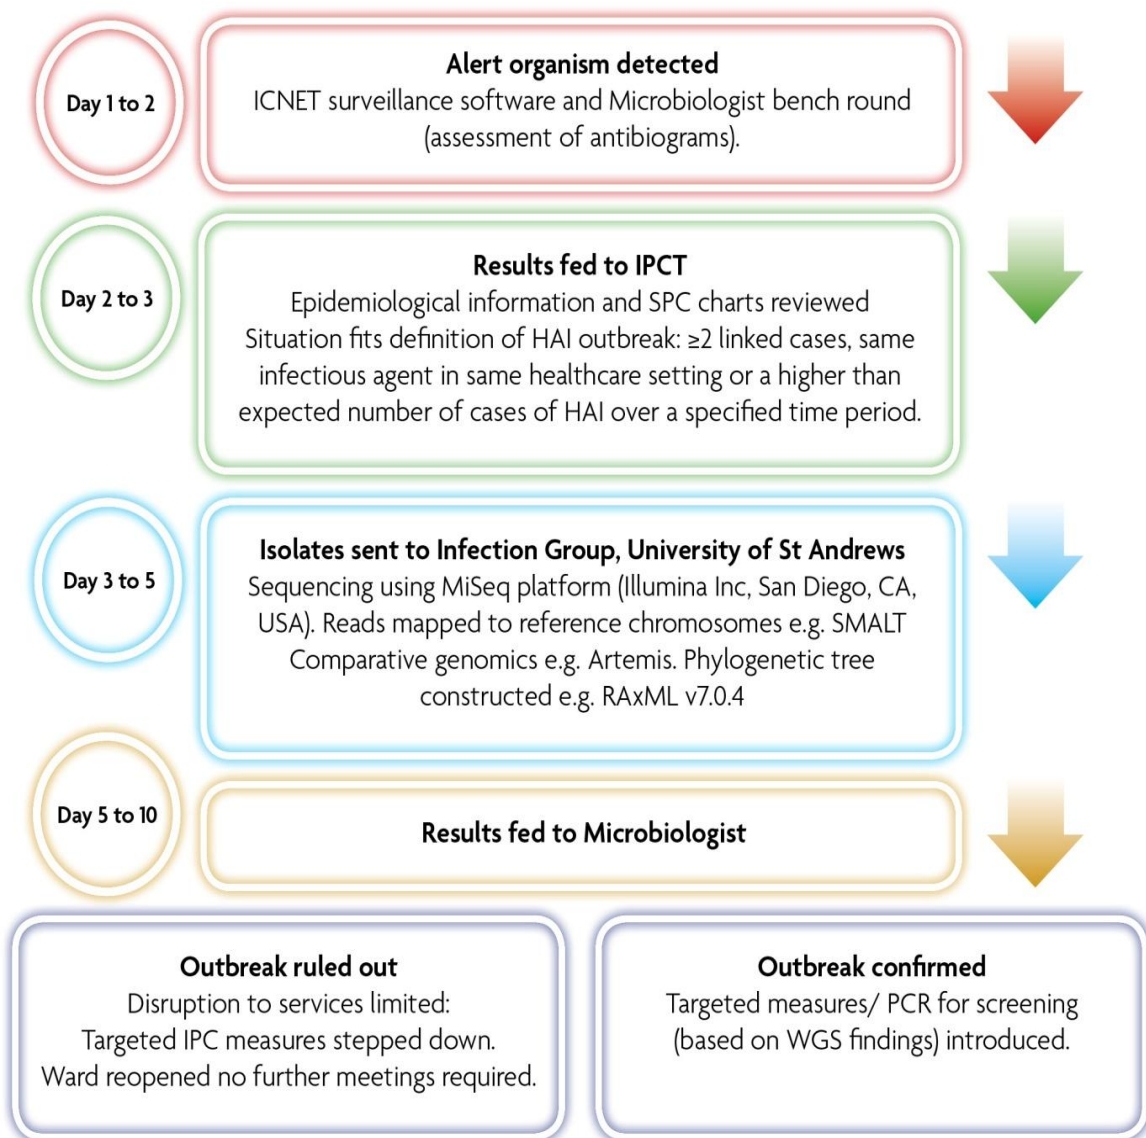 Day 1 to 2
Alert organism detected
ICNET surveillance software and Microbiologist bench round
(assessment of antibiograms).
Day 2 to 3
Results fed to IPCT
Epidemiological information and SPC charts reviewed
Situation fits definition of HAI outbreak: ≥2 linked cases, same
infectious agent in same healthcare setting or a higher than
expected number of cases of HAI over a specified time period.
Day 3 to 5
Isolates sent to Infection Group, University of St Andrews
Sequencing using MiSeq platform (Illumina Inc, San Diego, CA,
USA). Reads mapped to reference chromosomes e.g. SMALT
Comparative genomics e.g. Artemis. Phylogenetic tree
constructed e.g. RAxML v7.0.4
Day 5 to 10
Results fed to Microbiologist
Outbreak ruled out
Disruption to services limited:
Targeted IPC measures stepped down.
Ward reopened no further meetings required.
Outbreak confirmed
Targeted measures/ PCR for screening
(based on WGS findings) introduced.